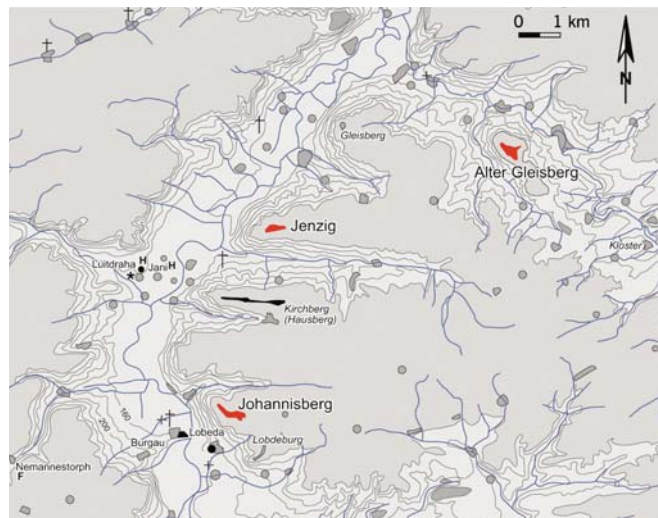 0 1 km
N
Gleisberg
Alter Gleisberg
Jenzig
Kloster
Luitdraha H Jani H
Kirchberg
(Hausberg)
Johannisberg
160
200
Lobeda
Burgau
Lobdeburg
Nemannestorph
F